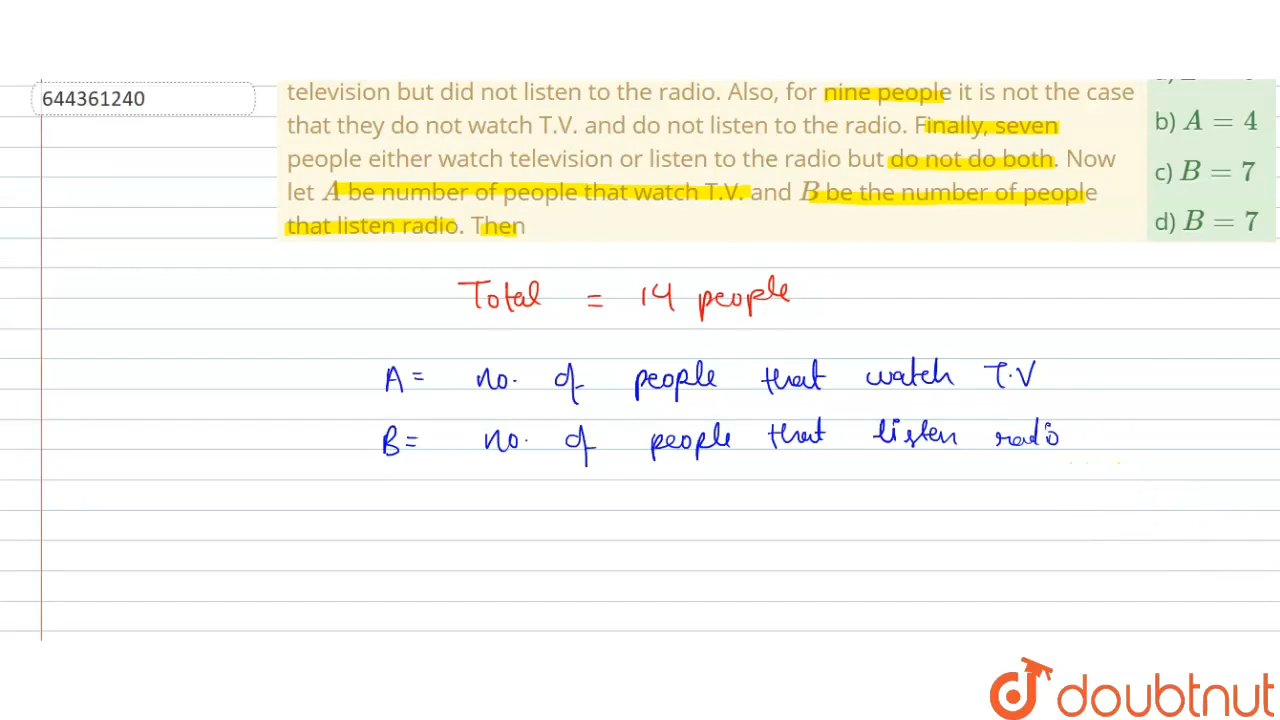 644361240
television but did not listen to the radio. Also, for nine people it is not the case
that they do not watch T.V. and do not listen to the radio. Finally, seven
people either watch television or listen to the radio but do not do both. Now
let A be number of people that watch T.V. and B be the number of people
that listen radio. Then
b) A = 4
c) B = 7
d) B = 7
Total = 14 people
A = no. of people that watch T.V
B = no. of people that listen radio
doubtnut